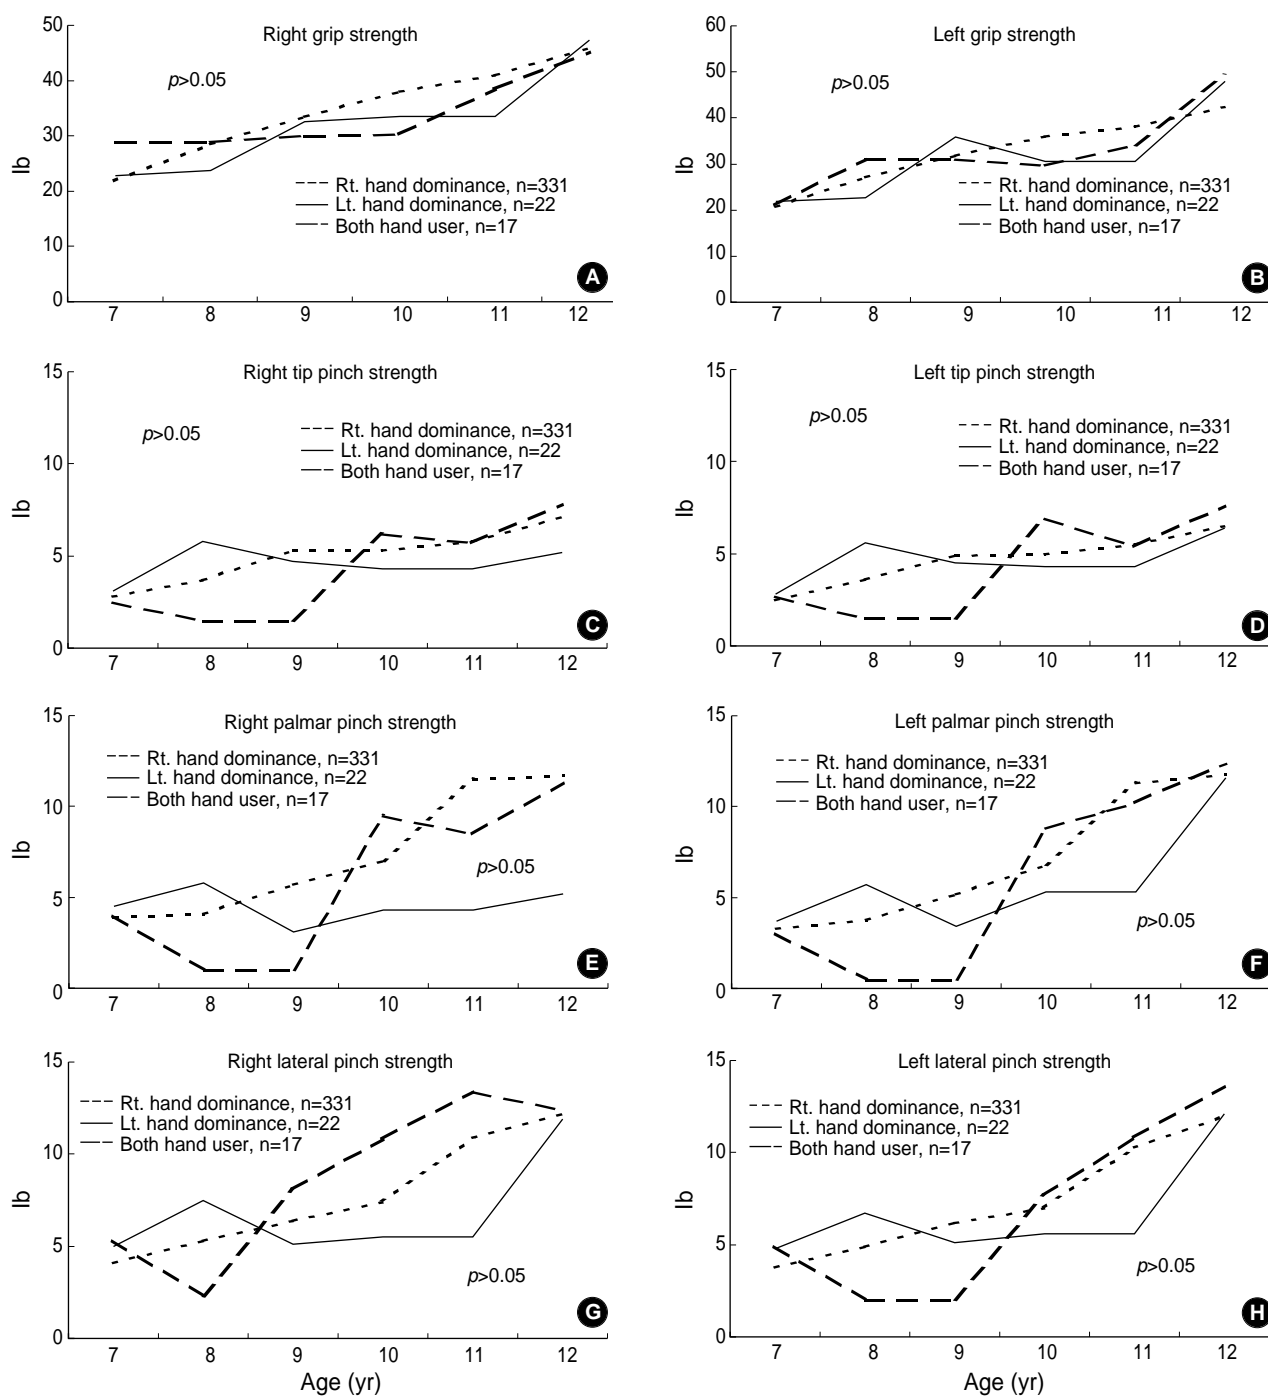 Right grip strength
50
40
30
20
10
0
lb
p>0.05
Rt. hand dominance, n=331
Lt. hand dominance, n=22
Both hand user, n=17
A
7 8 9 10 11 12
Left grip strength
60
50
40
30
20
10
0
lb
p>0.05
Rt. hand dominance, n=331
Lt. hand dominance, n=22
Both hand user, n=17
B
7 8 9 10 11 12
Right tip pinch strength
15
10
5
0
lb
p>0.05
Rt. hand dominance, n=331
Lt. hand dominance, n=22
Both hand user, n=17
C
7 8 9 10 11 12
Left tip pinch strength
15
10
5
0
lb
p>0.05
Rt. hand dominance, n=331
Lt. hand dominance, n=22
Both hand user, n=17
D
7 8 9 10 11 12
Right palmar pinch strength
15
10
5
0
lb
Rt. hand dominance, n=331
Lt. hand dominance, n=22
Both hand user, n=17
p>0.05
E
7 8 9 10 11 12
Left palmar pinch strength
15
10
5
0
lb
Rt. hand dominance, n=331
Lt. hand dominance, n=22
Both hand user, n=17
p>0.05
F
7 8 9 10 11 12
Right lateral pinch strength
15
10
5
0
lb
Rt. hand dominance, n=331
Lt. hand dominance, n=22
Both hand user, n=17
p>0.05
G
7 8 9 10 11 12
Age (yr)
Left lateral pinch strength
15
10
5
0
lb
Rt. hand dominance, n=331
Lt. hand dominance, n=22
Both hand user, n=17
p>0.05
H
7 8 9 10 11 12
Age (yr)